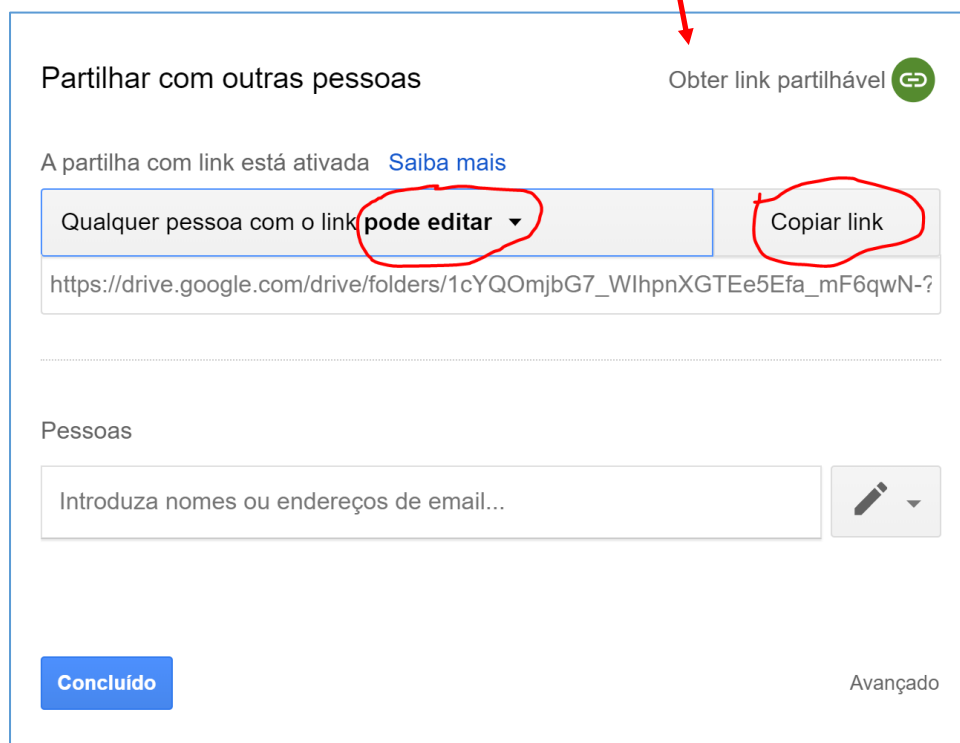 Partilhar com outras pessoas
Obter link partilhável
A partilha com link está ativada Saiba mais
Qualquer pessoa com o link pode editar
Copiar link
https://drive.google.com/drive/folders/1cYQOmjbG7_WIhpnXGTEe5Efa_mF6qwN-?
Pessoas
Introduza nomes ou endereços de email...
Concluído
Avançado